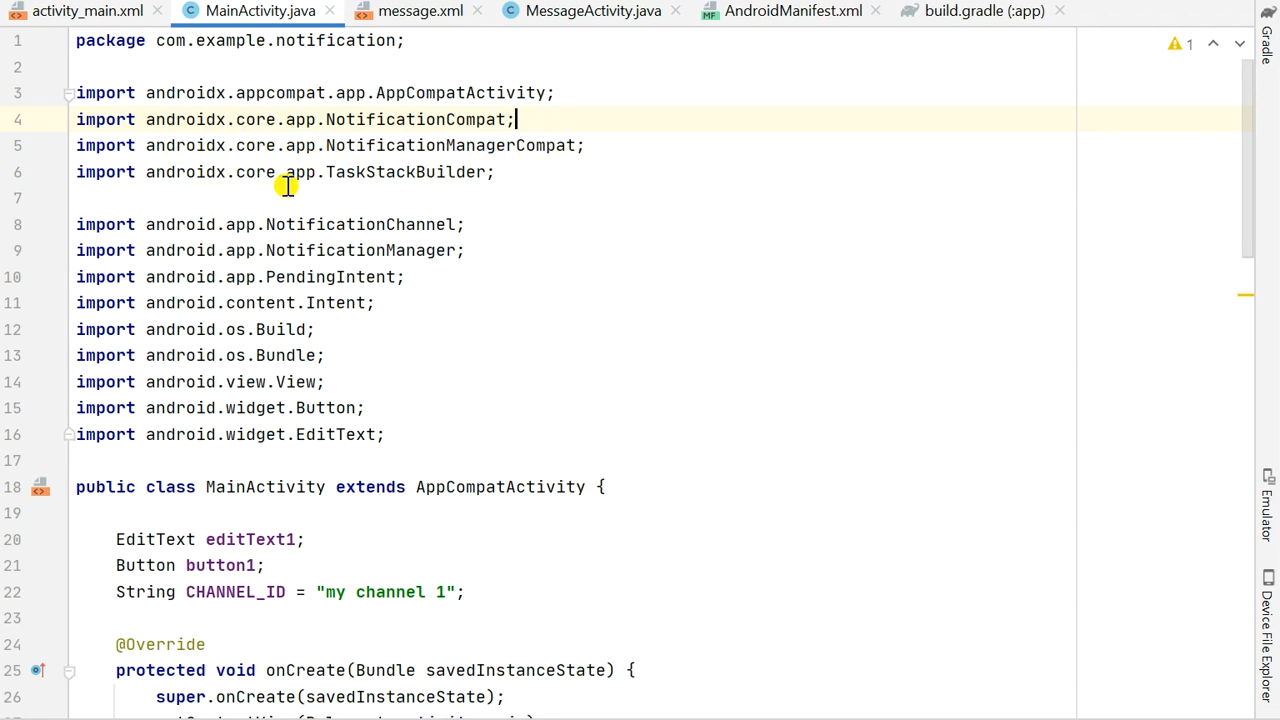 activity_main.xml MainActivity.java message.xml MessageActivity.java AndroidManifest.xml build.gradle (:app)
1 package com.example.notification;
2
3 import androidx.appcompat.app.AppCompatActivity;
4 import androidx.core.app.NotificationCompat;
5 import androidx.core.app.NotificationManagerCompat;
6 import androidx.core.app.TaskStackBuilder;
7
8 import android.app.NotificationChannel;
9 import android.app.NotificationManager;
10 import android.app.PendingIntent;
11 import android.content.Intent;
12 import android.os.Build;
13 import android.os.Bundle;
14 import android.view.View;
15 import android.widget.Button;
16 import android.widget.EditText;
17
18 public class MainActivity extends AppCompatActivity {
19
20 EditText editText1;
21 Button button1;
22 String CHANNEL_ID = "my channel 1";
23
24 @Override
25 protected void onCreate(Bundle savedInstanceState) {
26 super.onCreate(savedInstanceState);
1
Gradle
Emulator
Device File Explorer